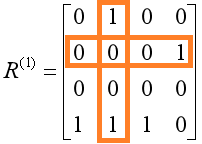 0 1 0 0
0 0 0 1
R(1) =
0 0 0 0
1 1 1 0